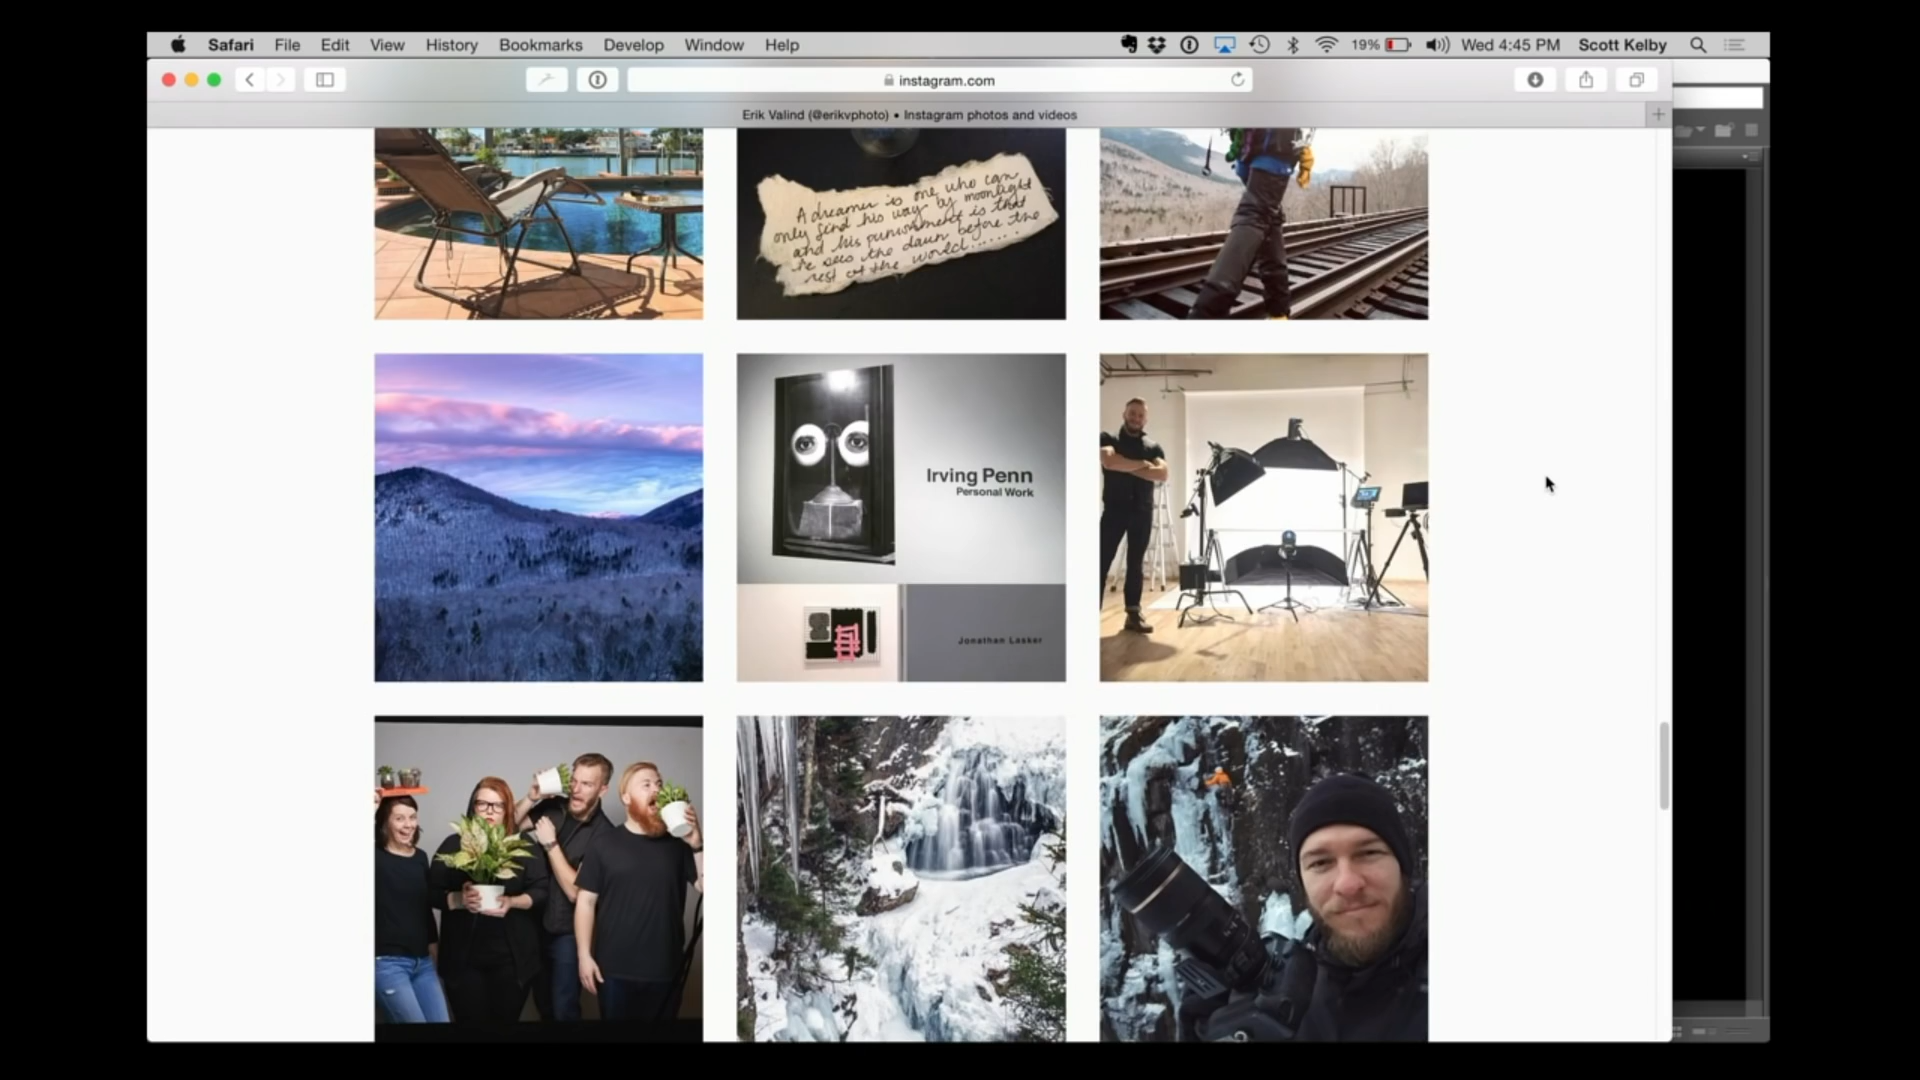 Safari File Edit View History Bookmarks Develop Window Help 19% Wed 4:45 PM Scott Kelby
instagram.com
Erik Valind (@erikvphoto) • Instagram photos and videos
A dreamer is one who can
only find his way by moonlight
and his punishment is that
he sees the dawn before the
rest of the world......
Irving Penn
Personal Work
Jonathan Lasker